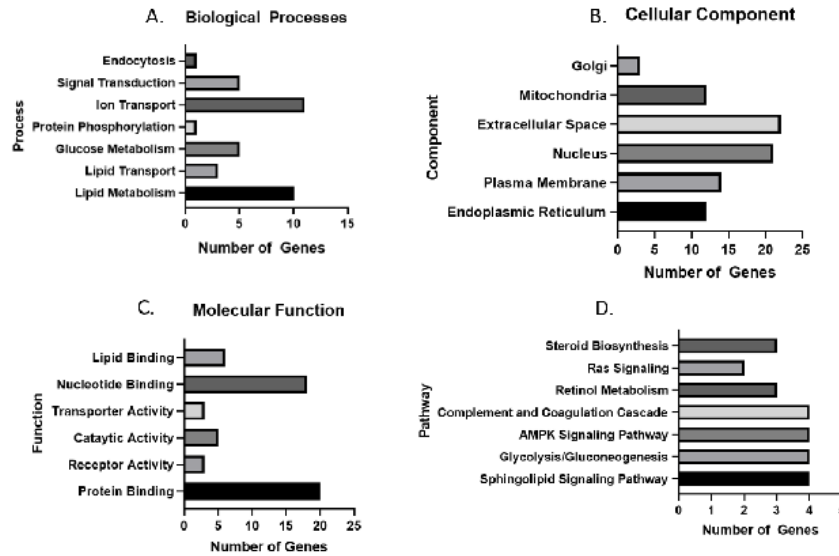 A. Biological Processes
Endocytosis
Signal Transduction
Ion Transport
Protein Phosphorylation
Glucose Metabolism
Lipid Transport
Lipid Metabolism
Process
0 5 10 15
Number of Genes
B. Cellular Component
Golgi
Mitochondria
Extracellular Space
Nucleus
Plasma Membrane
Endoplasmic Reticulum
Component
0 5 10 15 20 25
Number of Genes
C. Molecular Function
Lipid Binding
Nucleotide Binding
Transporter Activity
Cataytic Activity
Receptor Activity
Protein Binding
Function
0 5 10 15 20 25
Number of Genes
D.
Steroid Biosynthesis
Ras Signaling
Retinol Metabolism
Complement and Coagulation Cascade
AMPK Signaling Pathway
Glycolysis/Gluconeogenesis
Sphingolipid Signaling Pathway
Pathway
0 1 2 3 4
Number of Genes